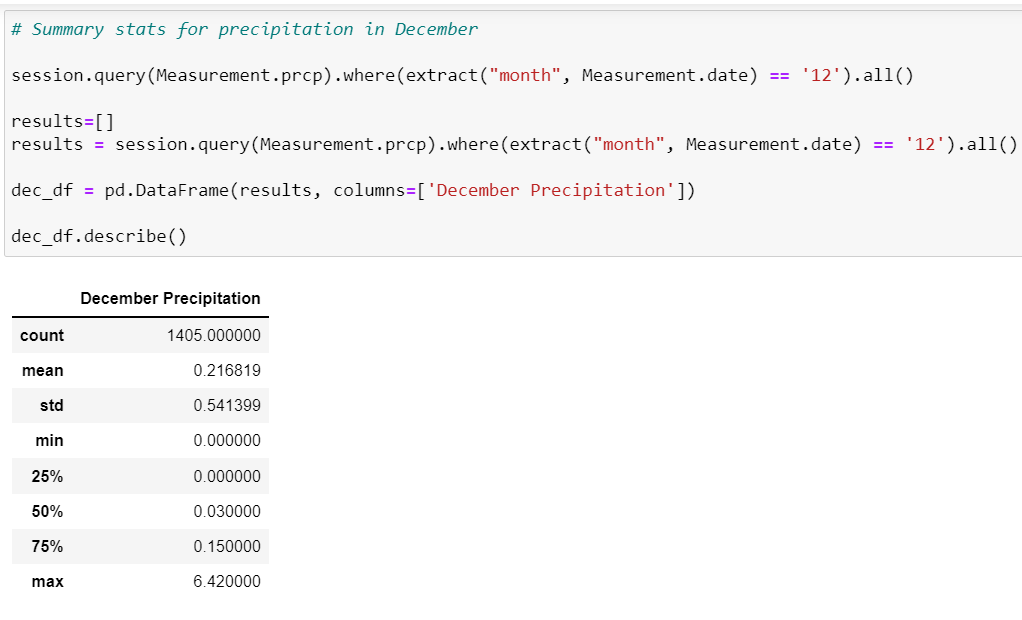 # Summary stats for precipitation in December
session.query(Measurement.prcp).where(extract("month", Measurement.date) == '12').all()
results=[]
results = session.query(Measurement.prcp).where(extract("month", Measurement.date) == '12').all()
dec_df = pd.DataFrame(results, columns=['December Precipitation'])
dec_df.describe()
December Precipitation
count 1405.000000
mean 0.216819
std 0.541399
min 0.000000
25% 0.000000
50% 0.030000
75% 0.150000
max 6.420000